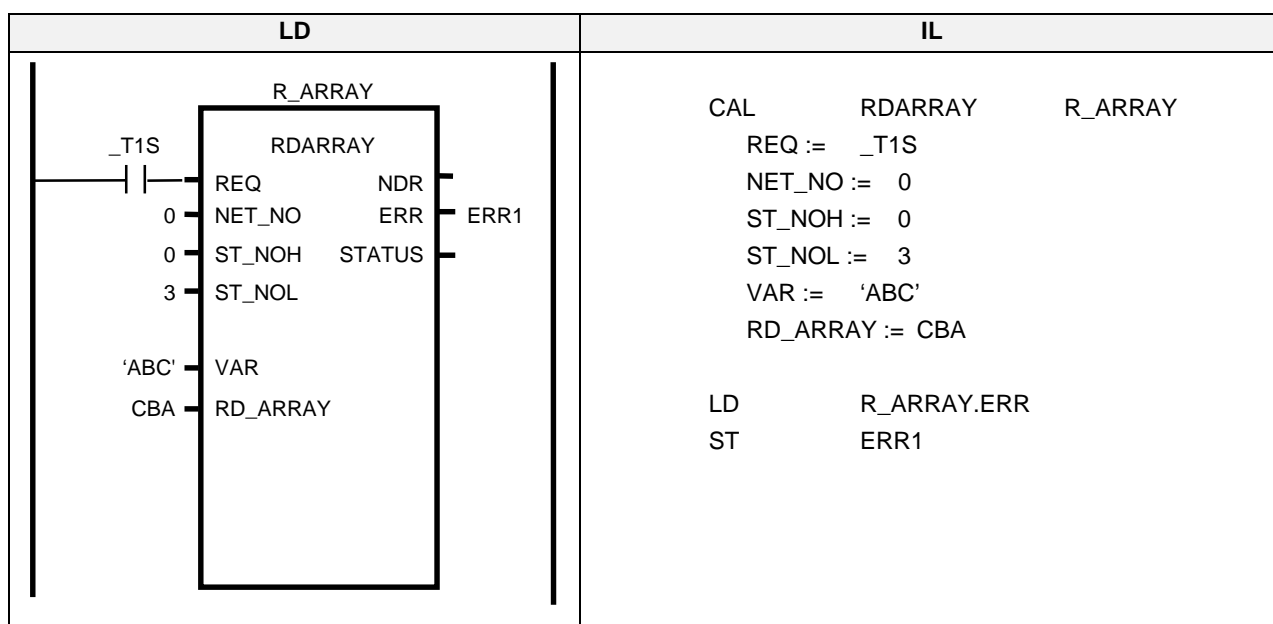 LD
IL
R_ARRAY
_T1S
RDARRAY
REQ NDR
0 NET_NO ERR ERR1
0 ST_NOH STATUS
3 ST_NOL
‘ABC’ VAR
CBA RD_ARRAY
CAL RDARRAY R_ARRAY
REQ := _T1S
NET_NO := 0
ST_NOH := 0
ST_NOL := 3
VAR := ‘ABC’
RD_ARRAY := CBA
LD R_ARRAY.ERR
ST ERR1